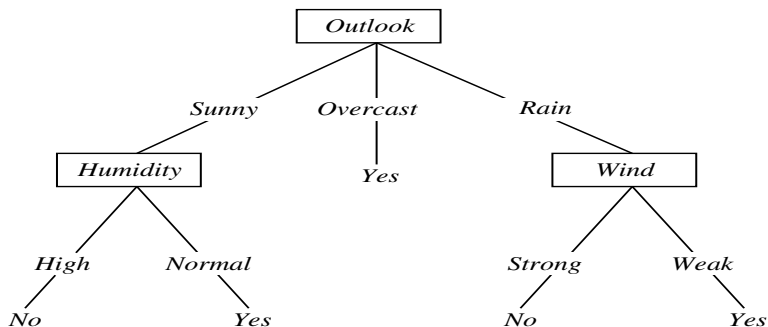 Outlook
Sunny Overcast Rain
Humidity Yes Wind
High Normal Strong Weak
No Yes No Yes